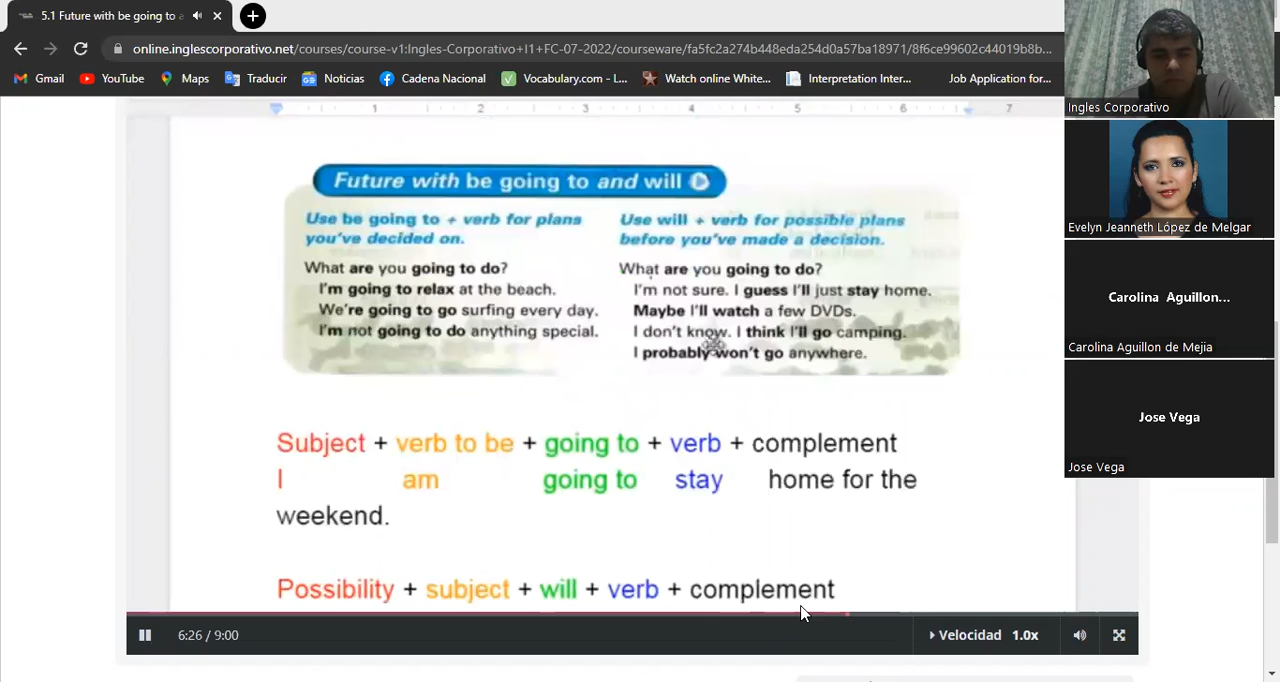 5.1 Future with be going to a
online.inglescorporativo.net/courses/course-v1:Ingles-Corporativo+I1+FC-07-2022/courseware/fa5fc2a274b448eda254d0a57ba18971/8f6ce99602c44019b8b...
Gmail YouTube Maps Traducir Noticias Cadena Nacional Vocabulary.com - L... Watch online White... Interpretation Inter... Job Application for...
Ingles Corporativo
Evelyn Jeanneth López de Melgar
Carolina Aguillon...
Carolina Aguillon de Mejia
Jose Vega
Jose Vega
1 2 3 4 5 6 7
Future with be going to and will
Use be going to + verb for plans
you've decided on.
What are you going to do?
I'm going to relax at the beach.
We're going to go surfing every day.
I'm not going to do anything special.
Use will + verb for possible plans
before you've made a decision.
What are you going to do?
I'm not sure. I guess I'll just stay home.
Maybe I'll watch a few DVDs.
I don't know. I think I'll go camping.
I probably won't go anywhere.
Subject + verb to be + going to + verb + complement
I am going to stay home for the
weekend.
Possibility + subject + will + verb + complement
6:26 / 9:00
Velocidad 1.0x